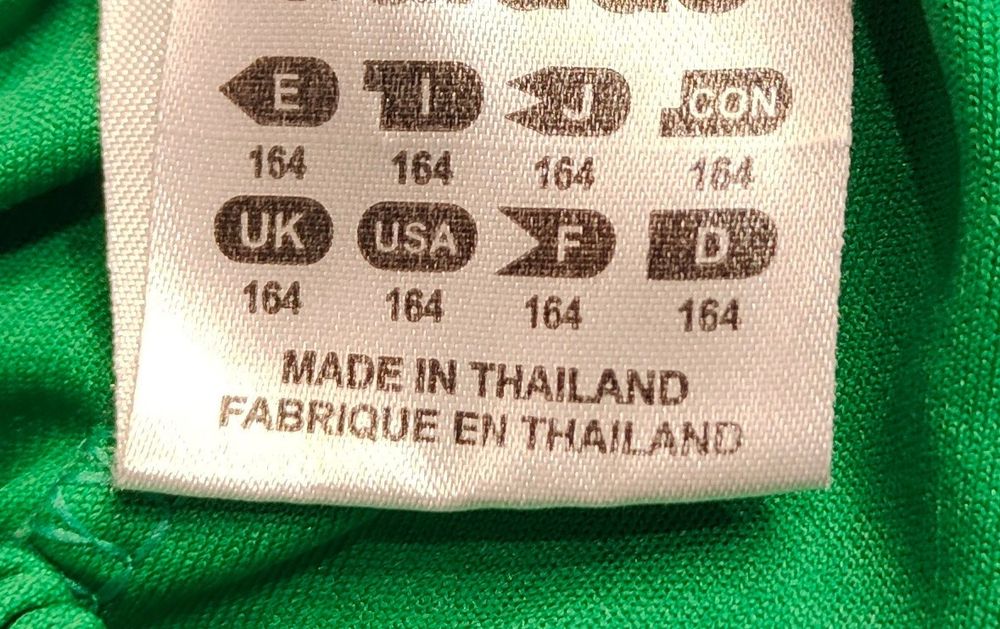 E I J CON
164 164 164 164
UK USA F D
164 164 164 164
MADE IN THAILAND
FABRIQUE EN THAILAND